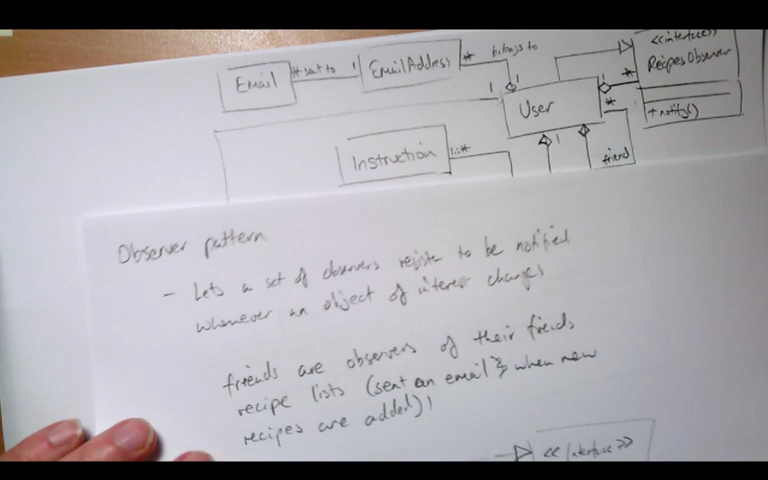 <<interface>>
RecipesObserver
+ notify()
Email
* sent to 1
EmailAddress
* belongs to 1
1
User
1 *
*
friend
1
Instruction
1..*
Observer pattern
- Lets a set of observers register to be notified
whenever an object of interest changes
friends are observers of their friends
recipe lists (sent an email when new
recipes are added)!
<<Interface>>